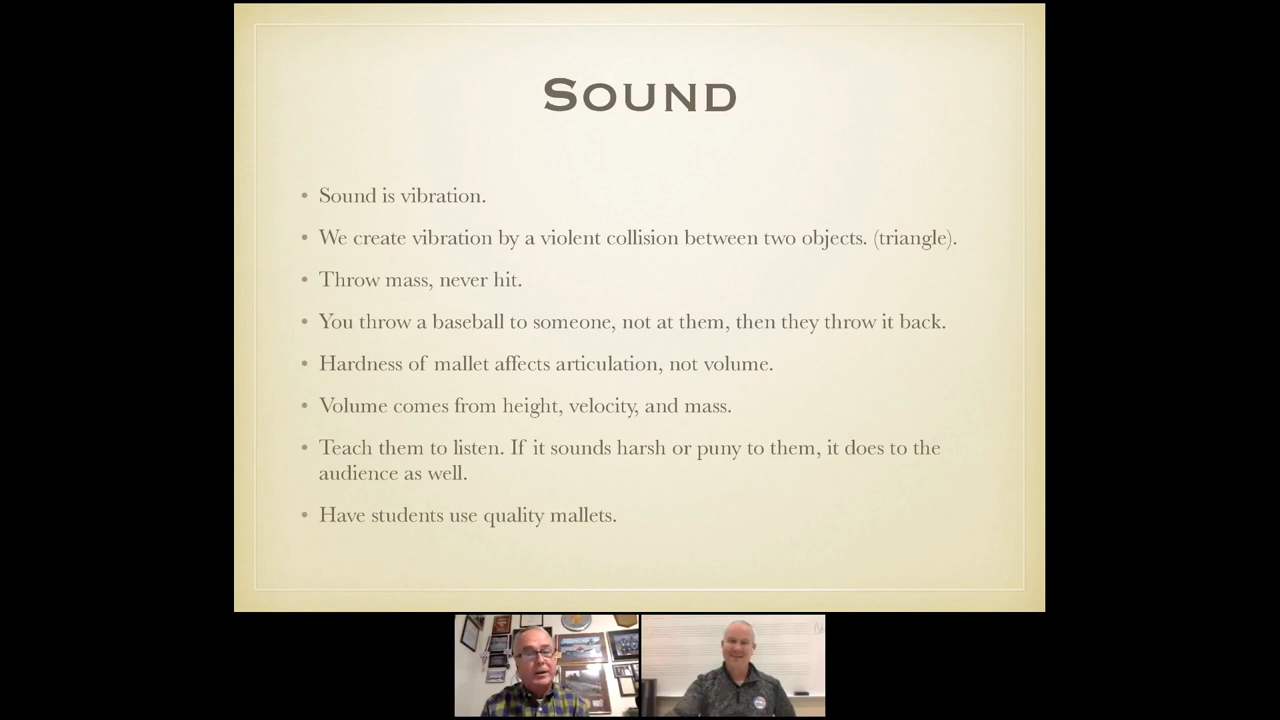 Sound
• Sound is vibration.
• We create vibration by a violent collision between two objects. (triangle).
• Throw mass, never hit.
• You throw a baseball to someone, not at them, then they throw it back.
• Hardness of mallet affects articulation, not volume.
• Volume comes from height, velocity, and mass.
• Teach them to listen. If it sounds harsh or puny to them, it does to the
audience as well.
• Have students use quality mallets.